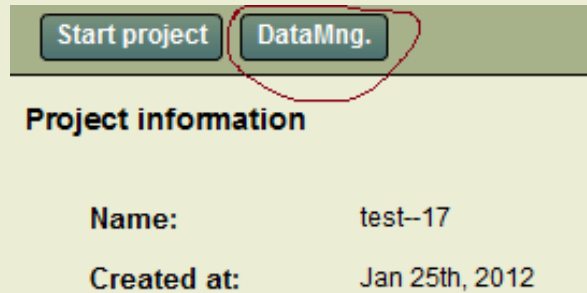 Start project DataMng.
Project information
Name: test--17
Created at: Jan 25th, 2012